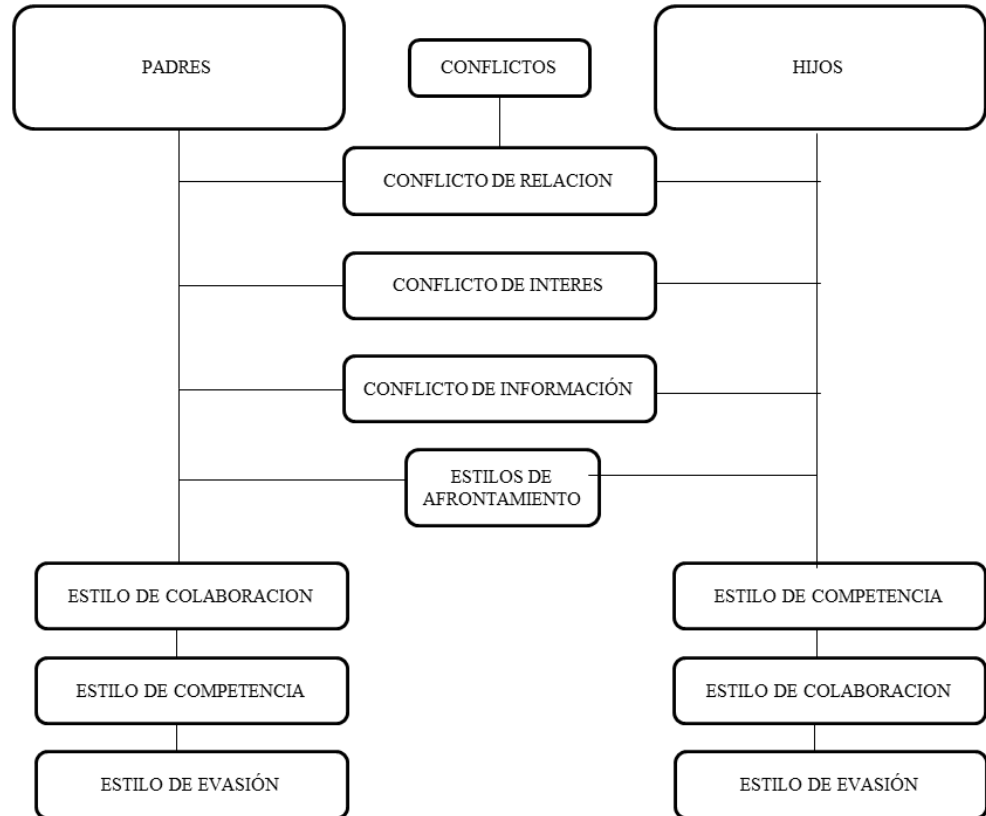 PADRES
CONFLICTOS
HIJOS
CONFLICTO DE RELACION
CONFLICTO DE INTERES
CONFLICTO DE INFORMACIÓN
ESTILOS DE
AFRONTAMIENTO
ESTILO DE COLABORACION
ESTILO DE COMPETENCIA
ESTILO DE COMPETENCIA
ESTILO DE COLABORACION
ESTILO DE EVASIÓN
ESTILO DE EVASIÓN